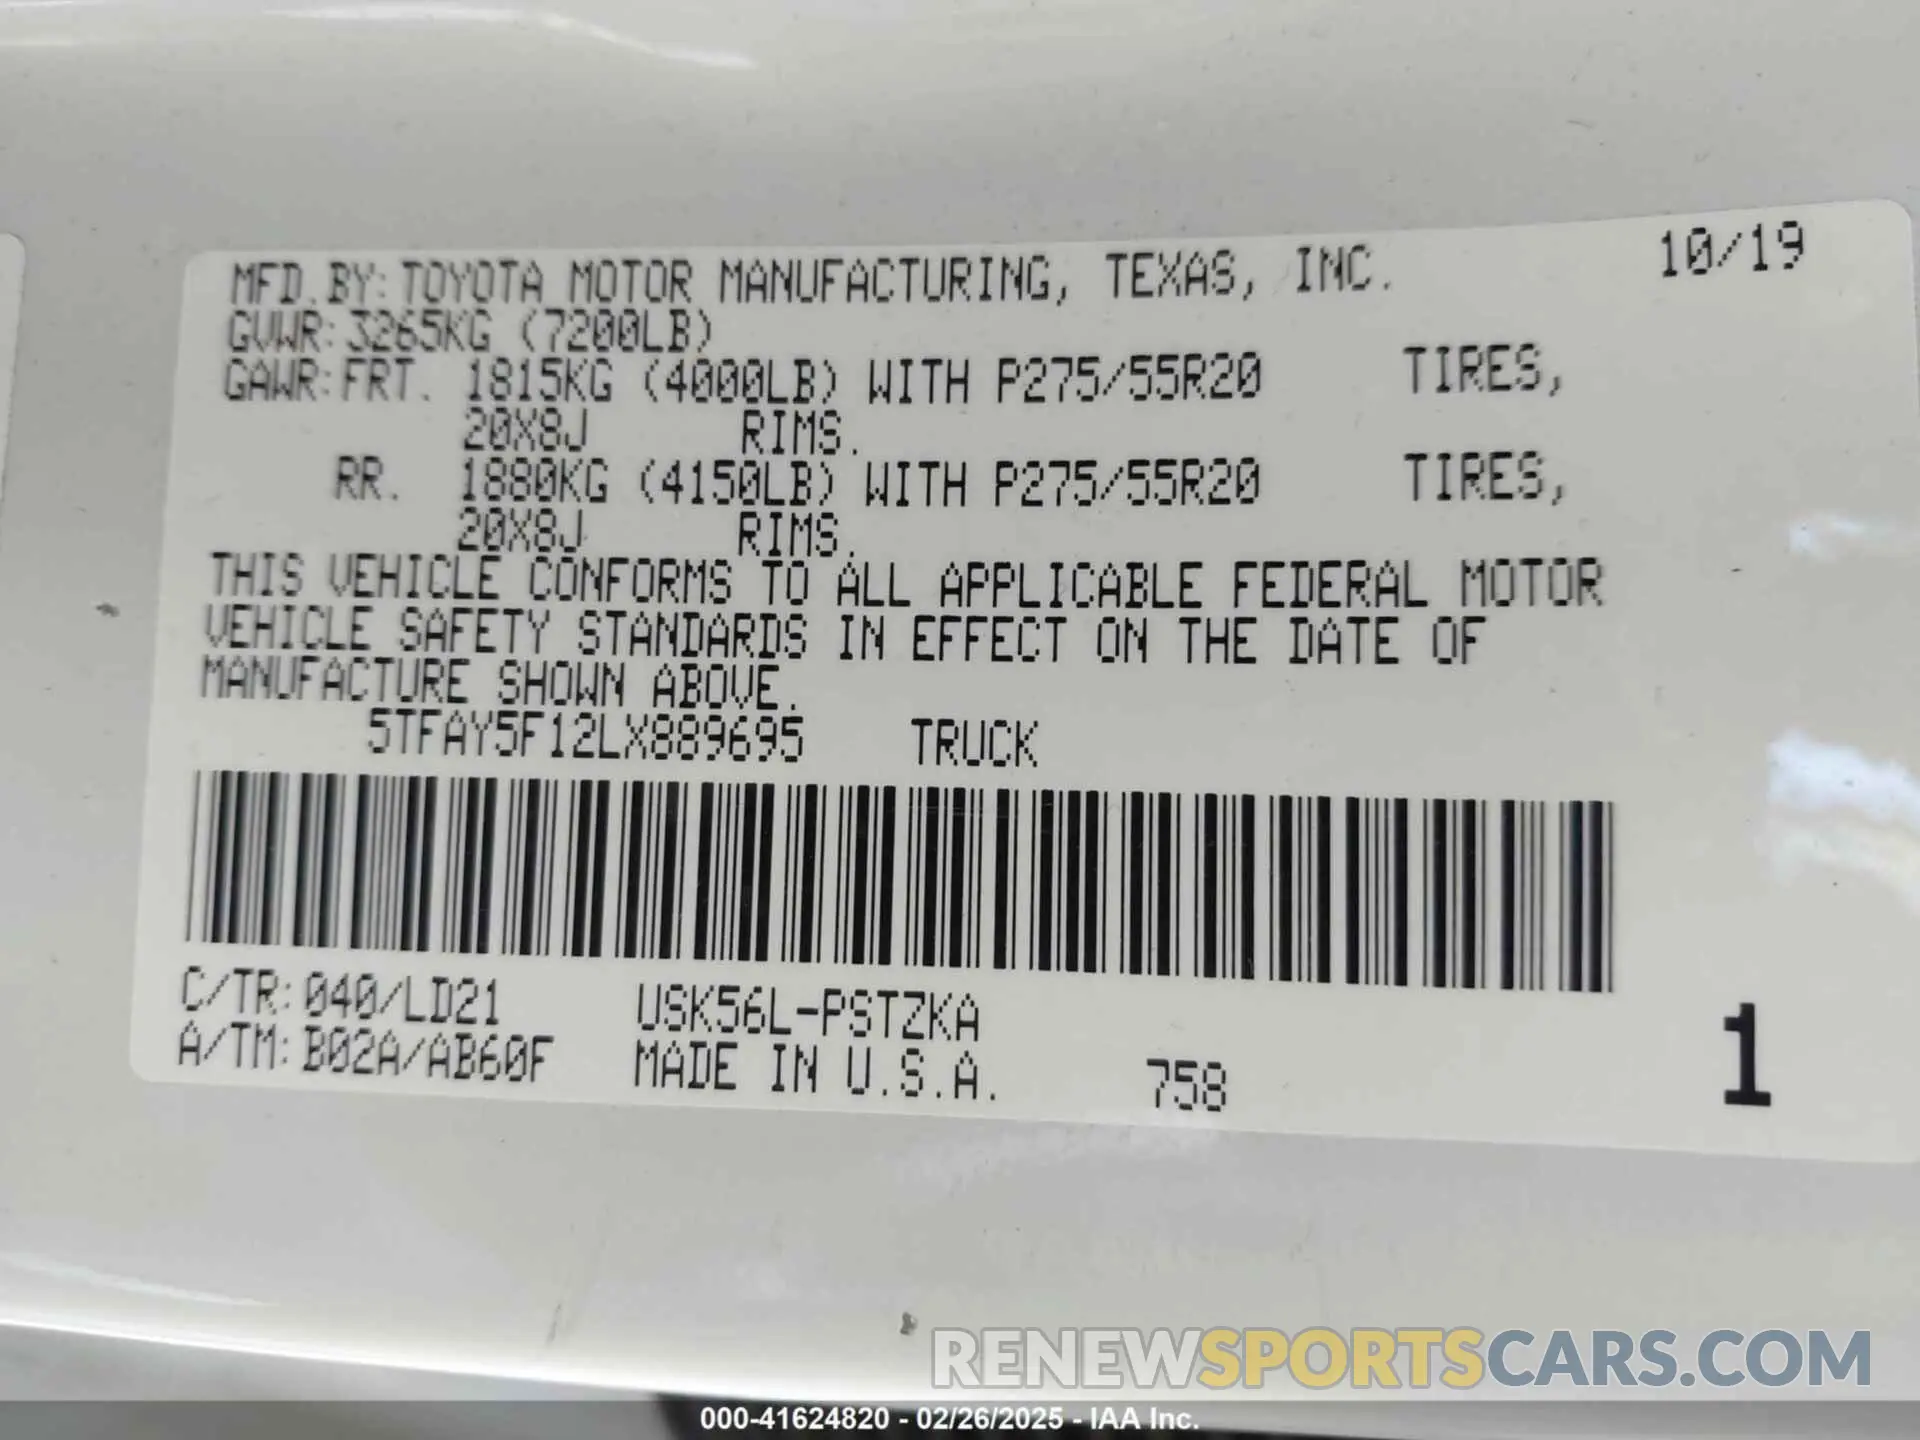 MFD. BY: TOYOTA MOTOR MANUFACTURING, TEXAS, INC. 10/19
GVWR: 3265KG (7200LB)
GAWR: FRT. 1815KG (4000LB) WITH P275/55R20 TIRES,
20X8J RIMS.
RR. 1880KG (4150LB) WITH P275/55R20 TIRES,
20X8J RIMS.
THIS VEHICLE CONFORMS TO ALL APPLICABLE FEDERAL MOTOR
VEHICLE SAFETY STANDARDS IN EFFECT ON THE DATE OF
MANUFACTURE SHOWN ABOVE.
5TFAY5F12LX889695 TRUCK
C/TR: 040/LD21 USK56L-PSTZKA
A/TM: B02A/AB60F MADE IN U.S.A. 758 1
RENEWSPORTSCARS.COM
000-41624820 - 02/26/2025 - IAA Inc.